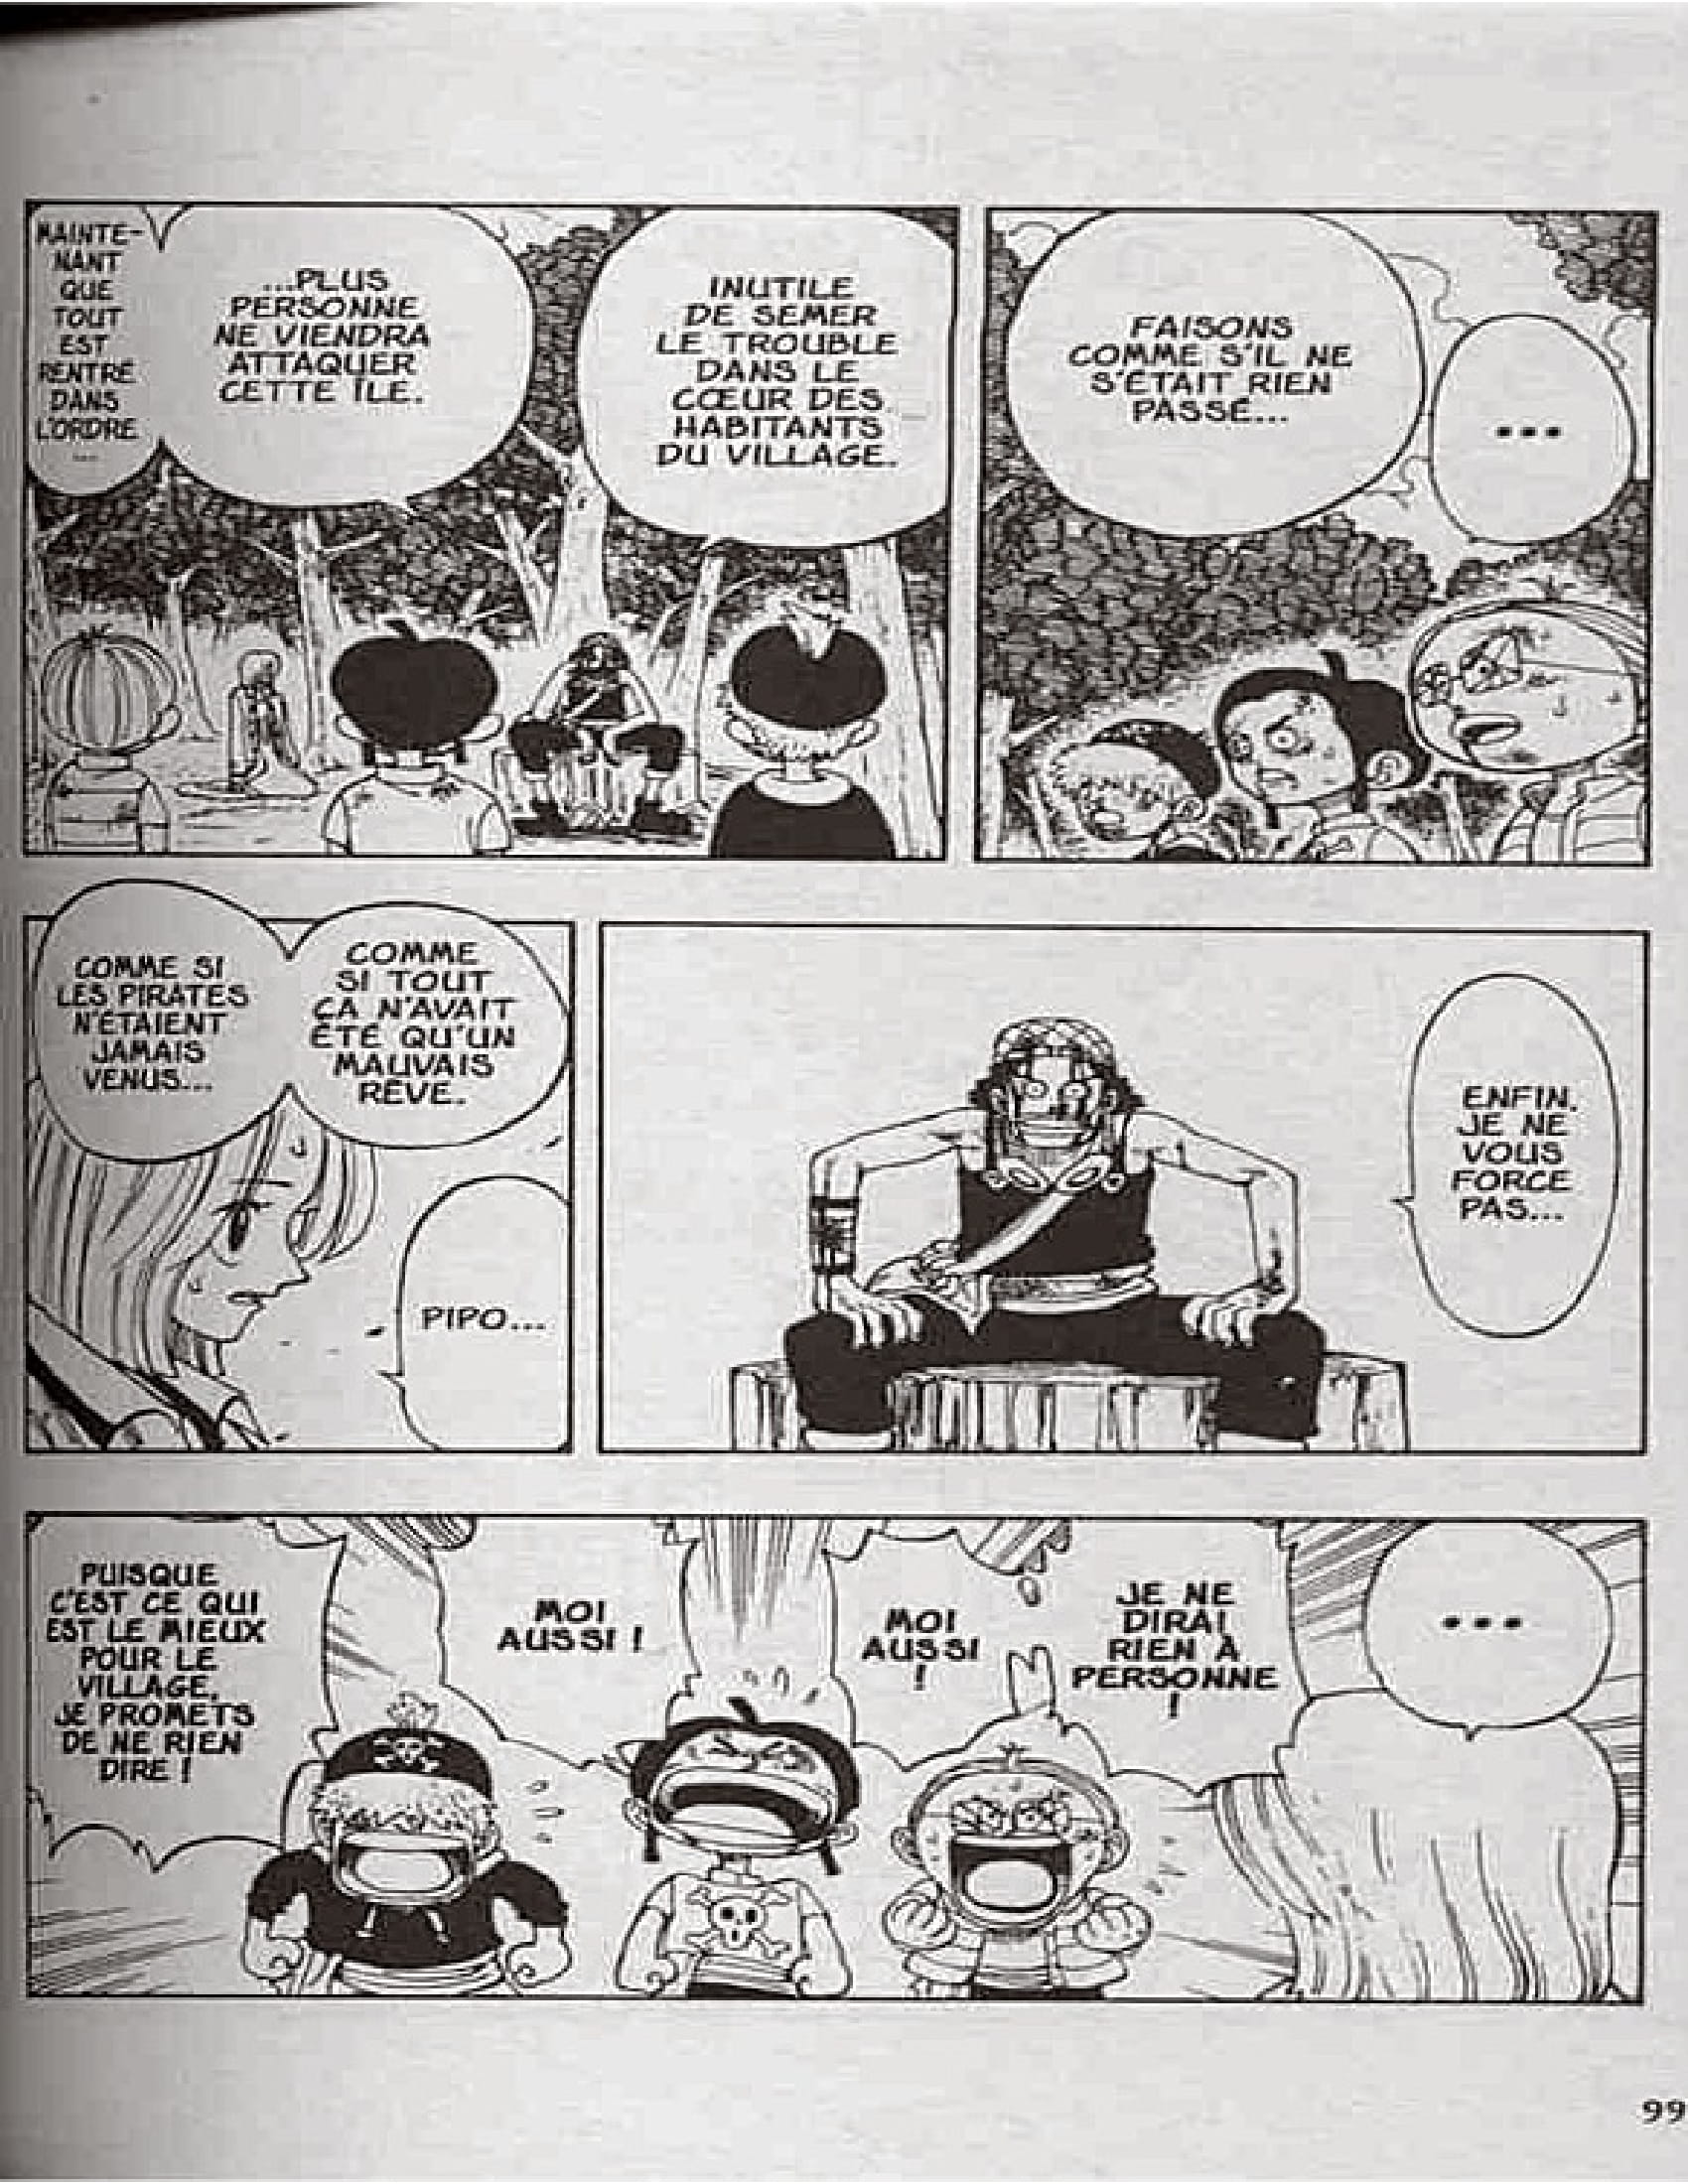 MAINTE-
NANT
QUE
TOUT
EST
RENTRÉ
DANS
L'ORDRE
...
...PLUS
PERSONNE
NE VIENDRA
ATTAQUER
CETTE ÎLE.
INUTILE
DE SEMER
LE TROUBLE
DANS LE
CŒUR DES
HABITANTS
DU VILLAGE.
FAISONS
COMME S'IL NE
S'ÉTAIT RIEN
PASSÉ...
...
COMME SI
LES PIRATES
N'ÉTAIENT
JAMAIS
VENUS...
COMME
SI TOUT
ÇA N'AVAIT
ÉTÉ QU'UN
MAUVAIS
RÊVE.
PIPO...
ENFIN,
JE NE
VOUS
FORCE
PAS...
PUISQUE
C'EST CE QUI
EST LE MIEUX
POUR LE
VILLAGE,
JE PROMETS
DE NE RIEN
DIRE !
MOI
AUSSI !
MOI
AUSSI
!
JE NE
DIRAI
RIEN À
PERSONNE
!
...
99